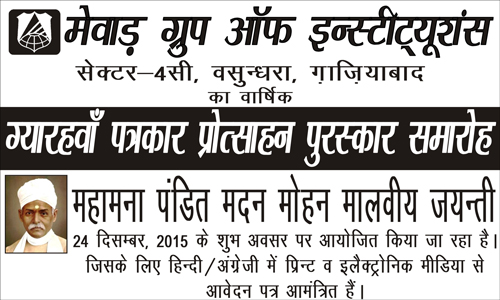 मेवाड़ ग्रुप ऑफ इन्स्टीट्यूशंस
सेक्टर–4सी, वसुन्धरा, ग़ाज़ियाबाद
का वार्षिक
ग्यारहवाँ पत्रकार प्रोत्साहन पुरस्कार समारोह
महामना पंडित मदन मोहन मालवीय जयन्ती
24 दिसम्बर, 2015 के शुभ अवसर पर आयोजित किया जा रहा है।
जिसके लिए हिन्दी/अंग्रेजी में प्रिन्ट व इलैक्ट्रोनिक मीडिया से
आवेदन पत्र आमंत्रित हैं।